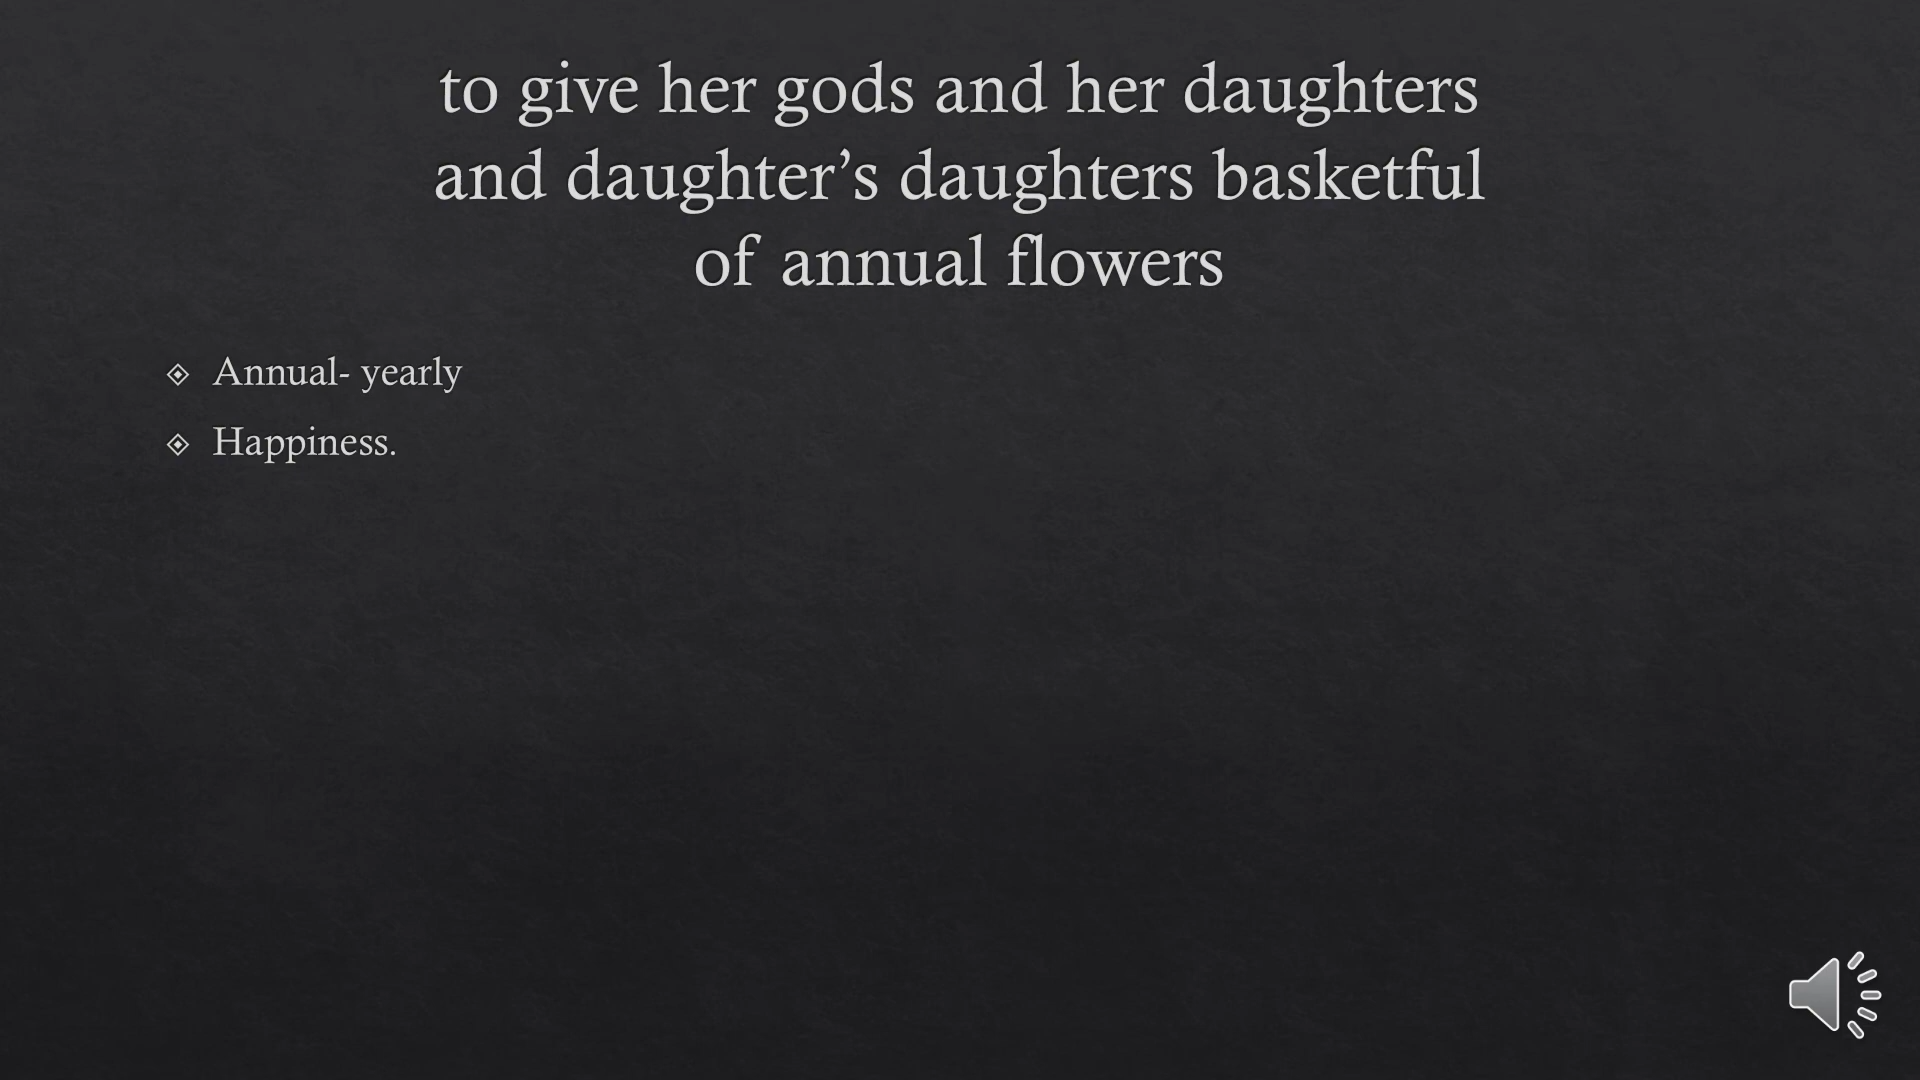 to give her gods and her daughters
and daughter’s daughters basketful
of annual flowers
Annual- yearly
Happiness.